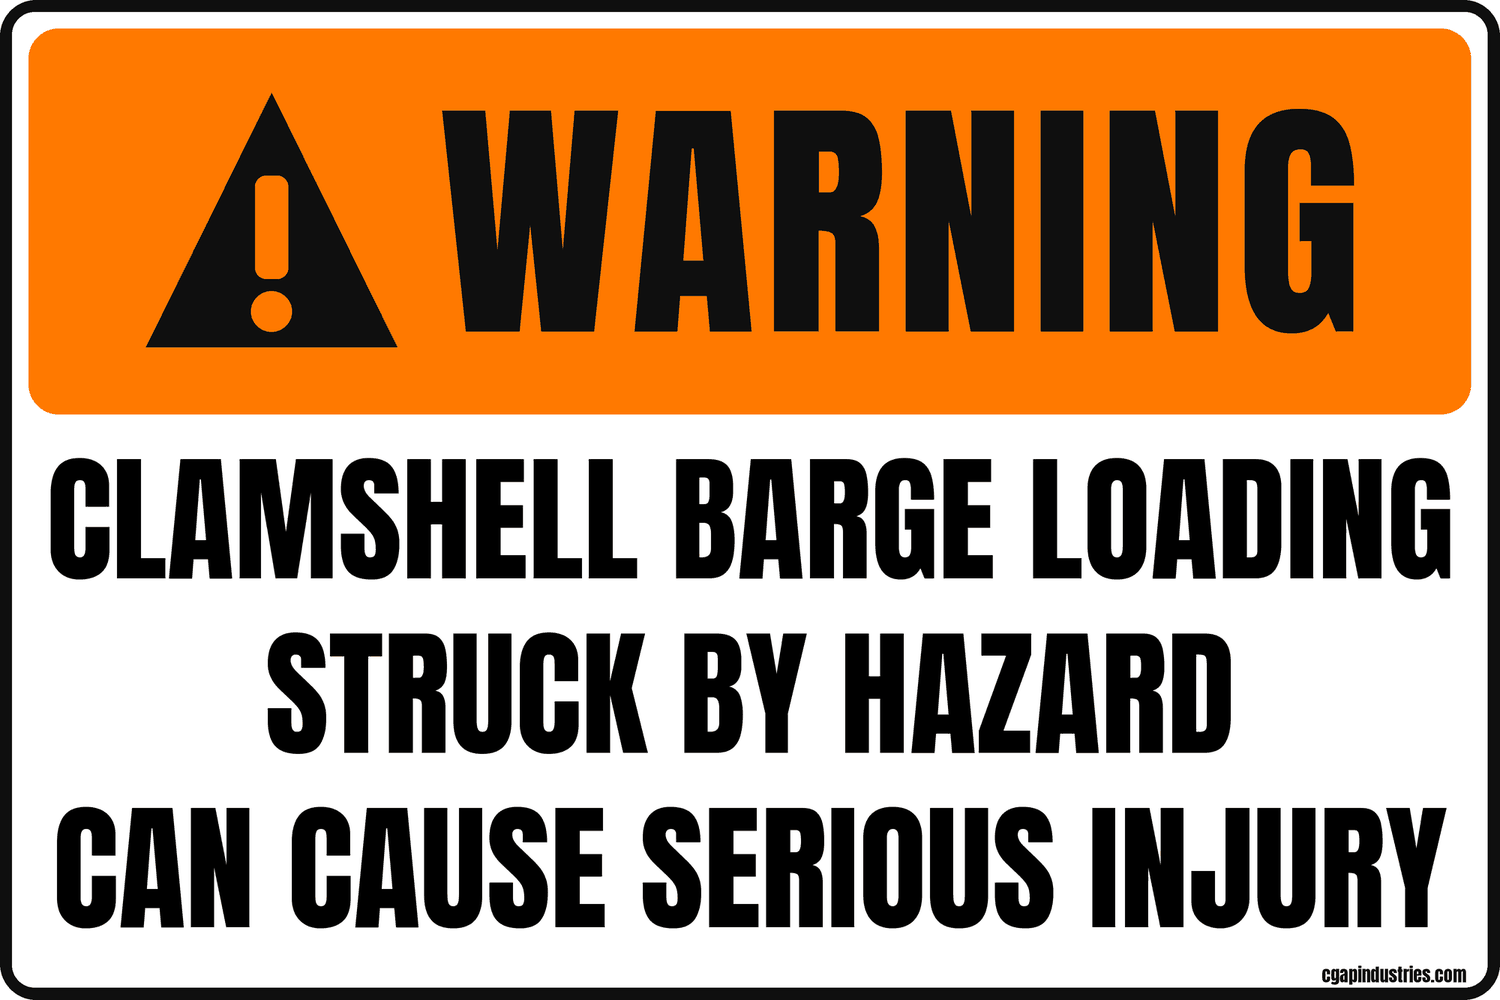 WARNING
CLAMSHELL BARGE LOADING
STRUCK BY HAZARD
CAN CAUSE SERIOUS INJURY
cgapindustries.com